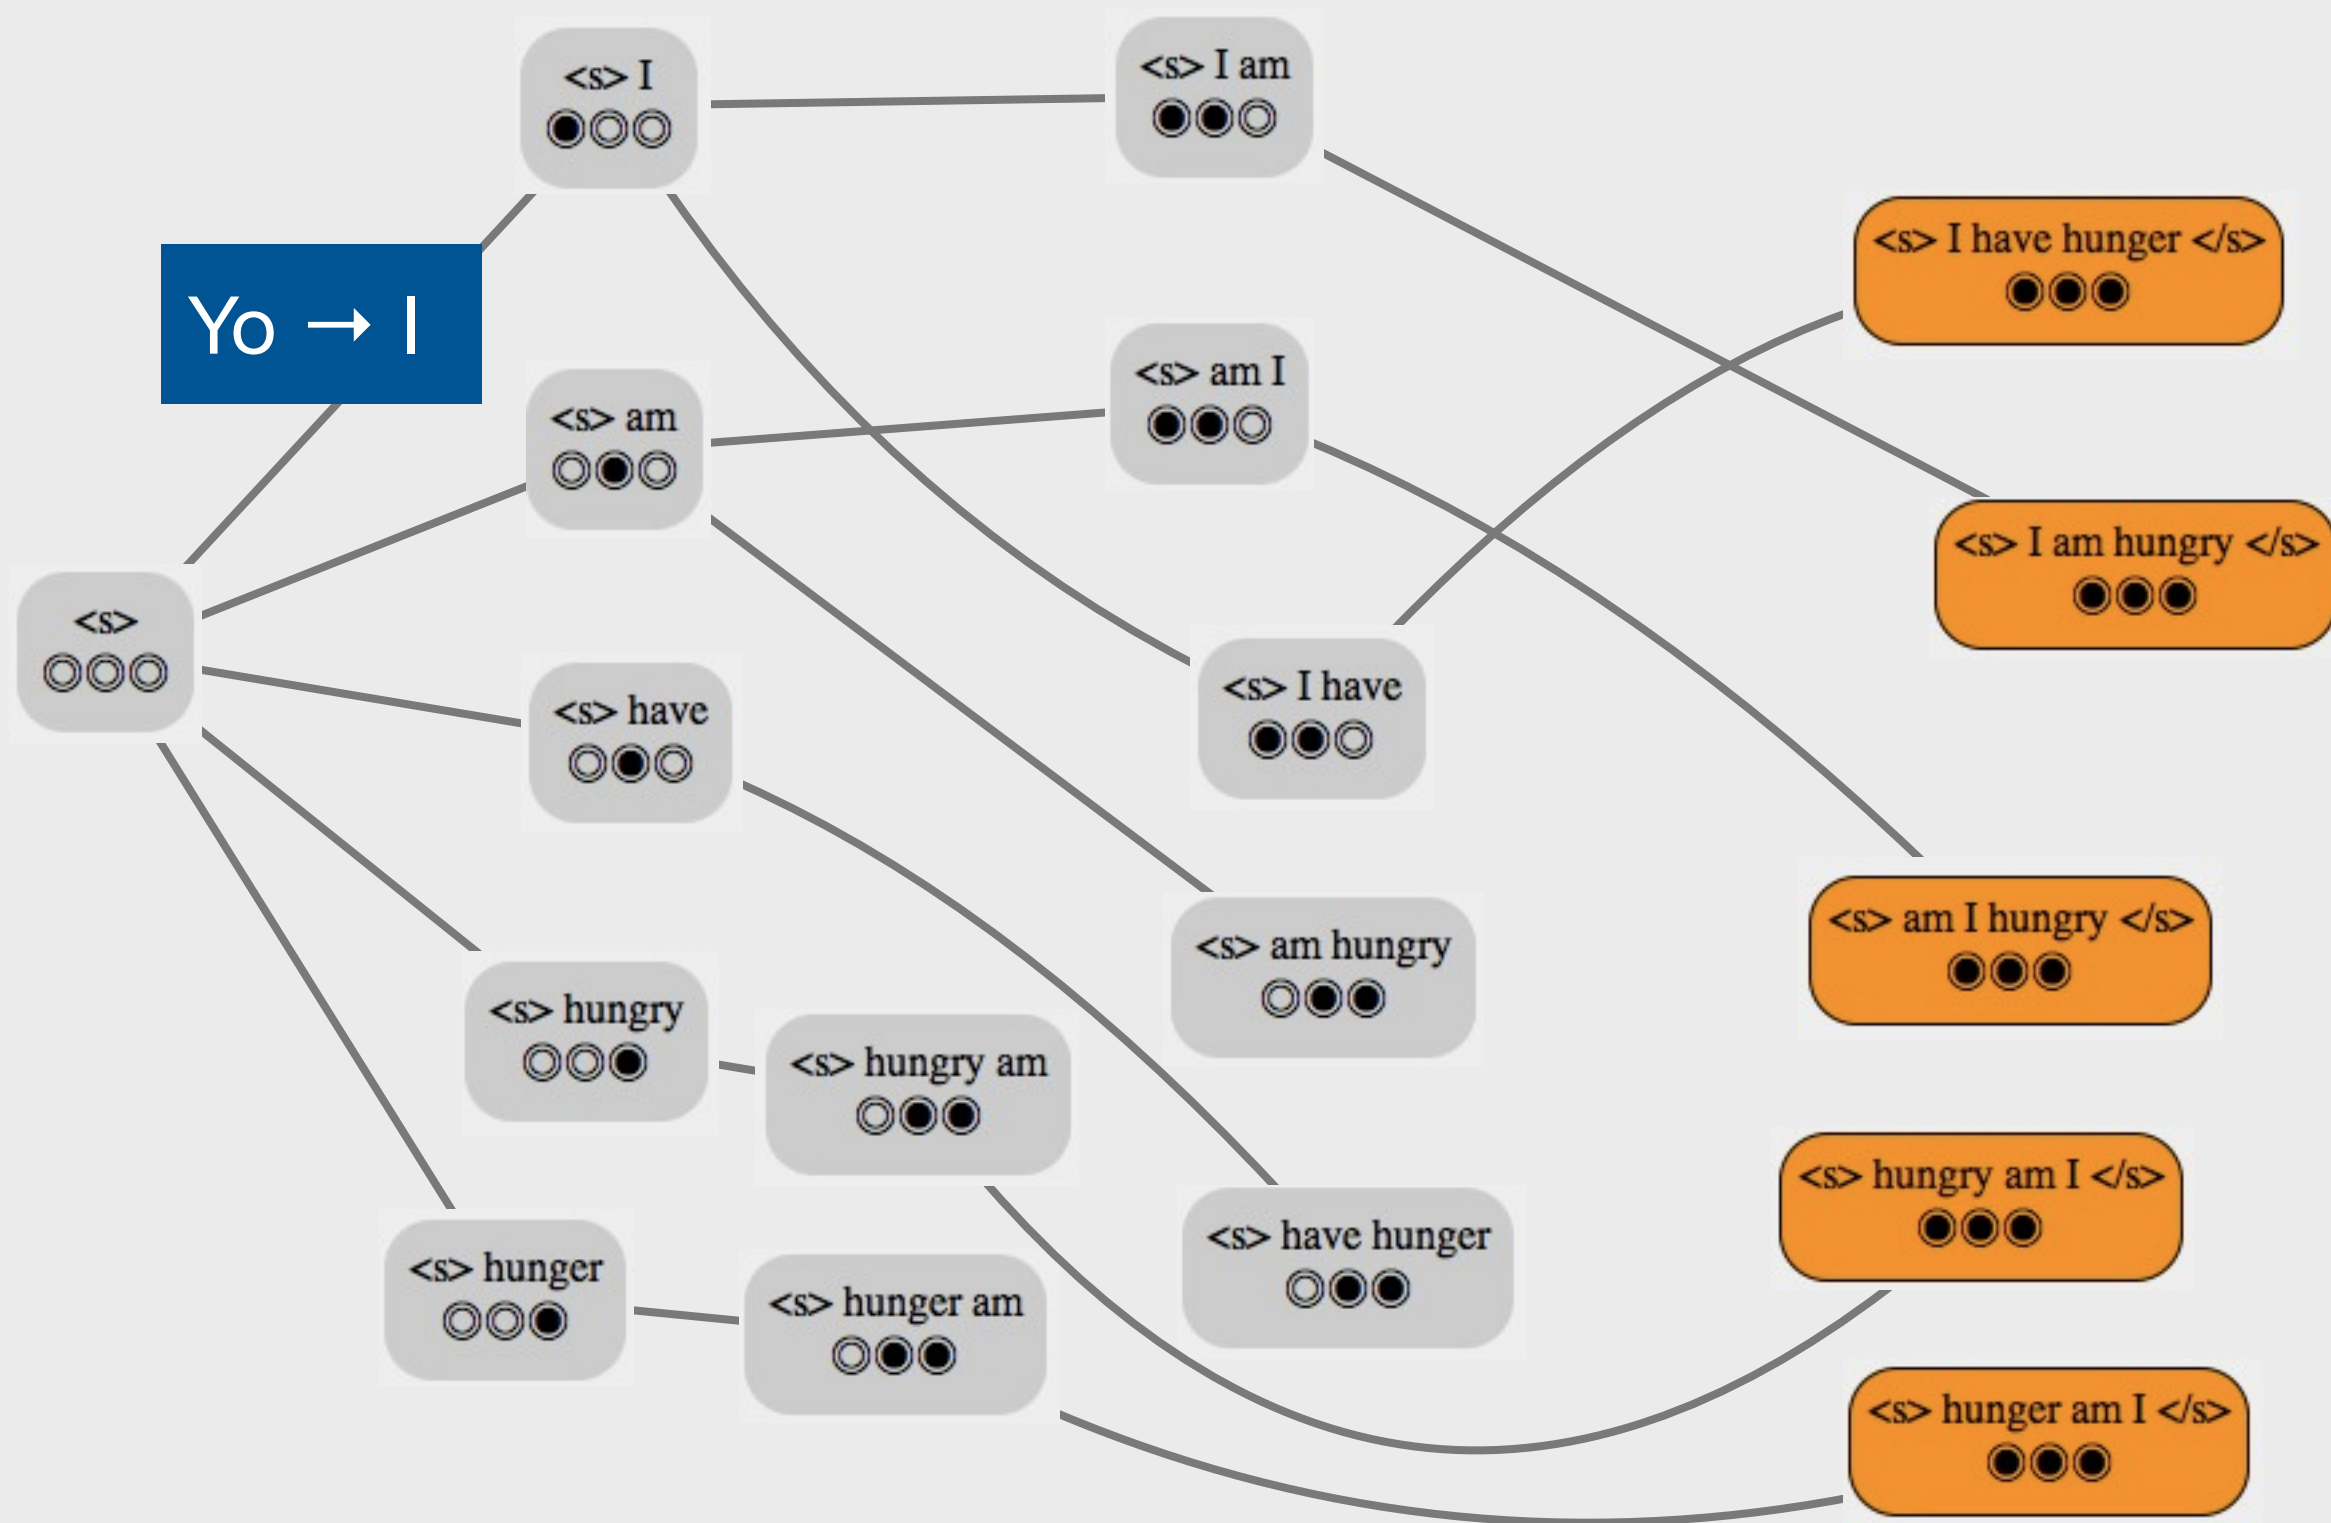 <s> I
<s> I am
Yo → I
<s> I have hunger </s>
<s> am
<s> am I
<s> I am hungry </s>
<s>
<s> have
<s> I have
<s> am hungry
<s> am I hungry </s>
<s> hungry
<s> hungry am
<s> hungry am I </s>
<s> hunger
<s> hunger am
<s> have hunger
<s> hunger am I </s>